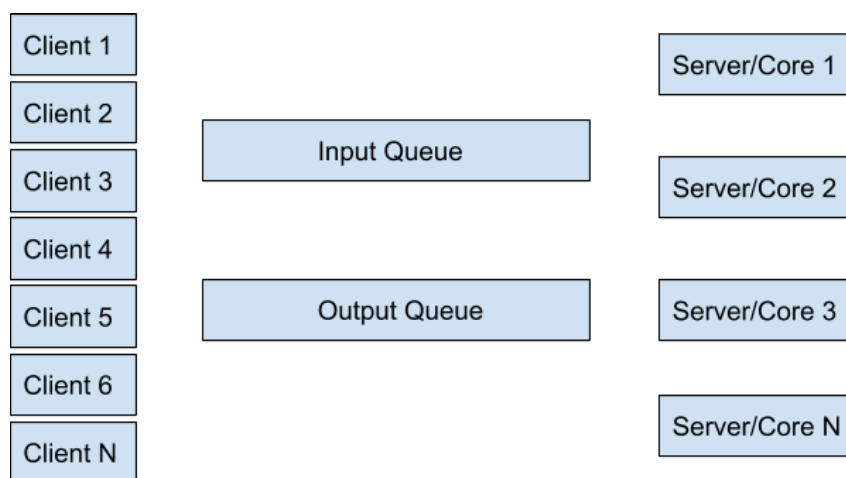 Client 1
Client 2
Client 3
Client 4
Client 5
Client 6
Client N
Input Queue
Output Queue
Server/Core 1
Server/Core 2
Server/Core 3
Server/Core N